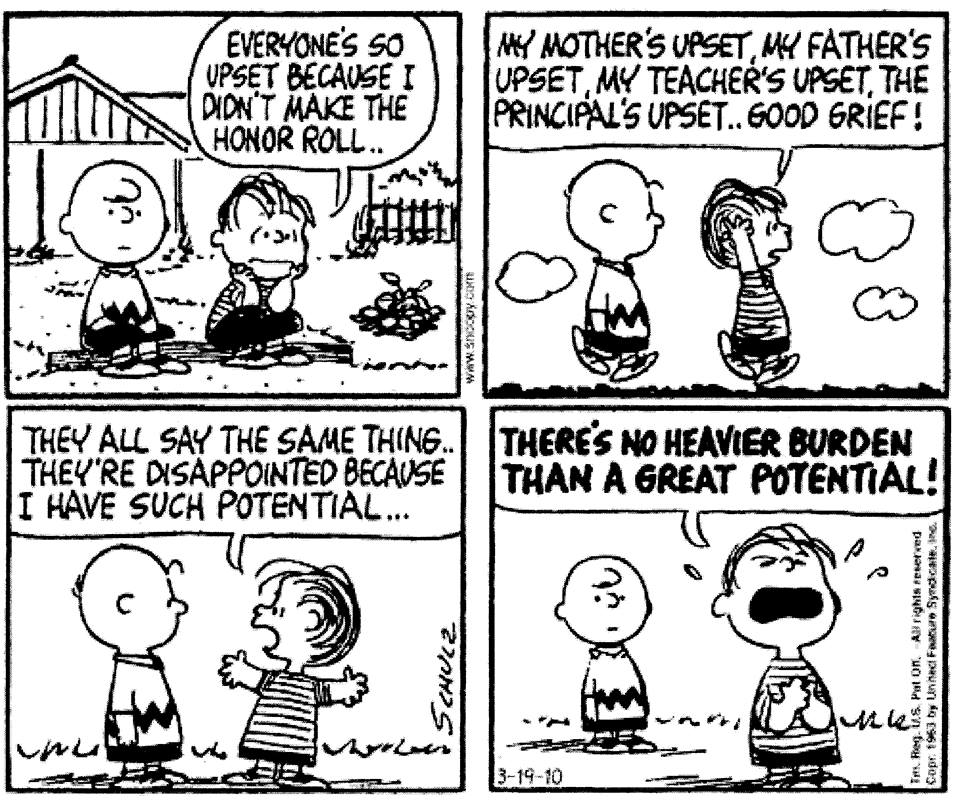 EVERYONE'S SO
UPSET BECAUSE I
DIDN'T MAKE THE
HONOR ROLL..
www.snoopy.com
MY MOTHER'S UPSET, MY FATHER'S
UPSET, MY TEACHER'S UPSET, THE
PRINCIPAL'S UPSET.. GOOD GRIEF!
THEY ALL SAY THE SAME THING..
THEY'RE DISAPPOINTED BECAUSE
I HAVE SUCH POTENTIAL...
SCHULZ
THERE'S NO HEAVIER BURDEN
THAN A GREAT POTENTIAL!
3-19-10
Tm. Reg. U.S. Pat Off. -All rights reserved
Copr. 1963 by United Feature Syndicate, Inc.